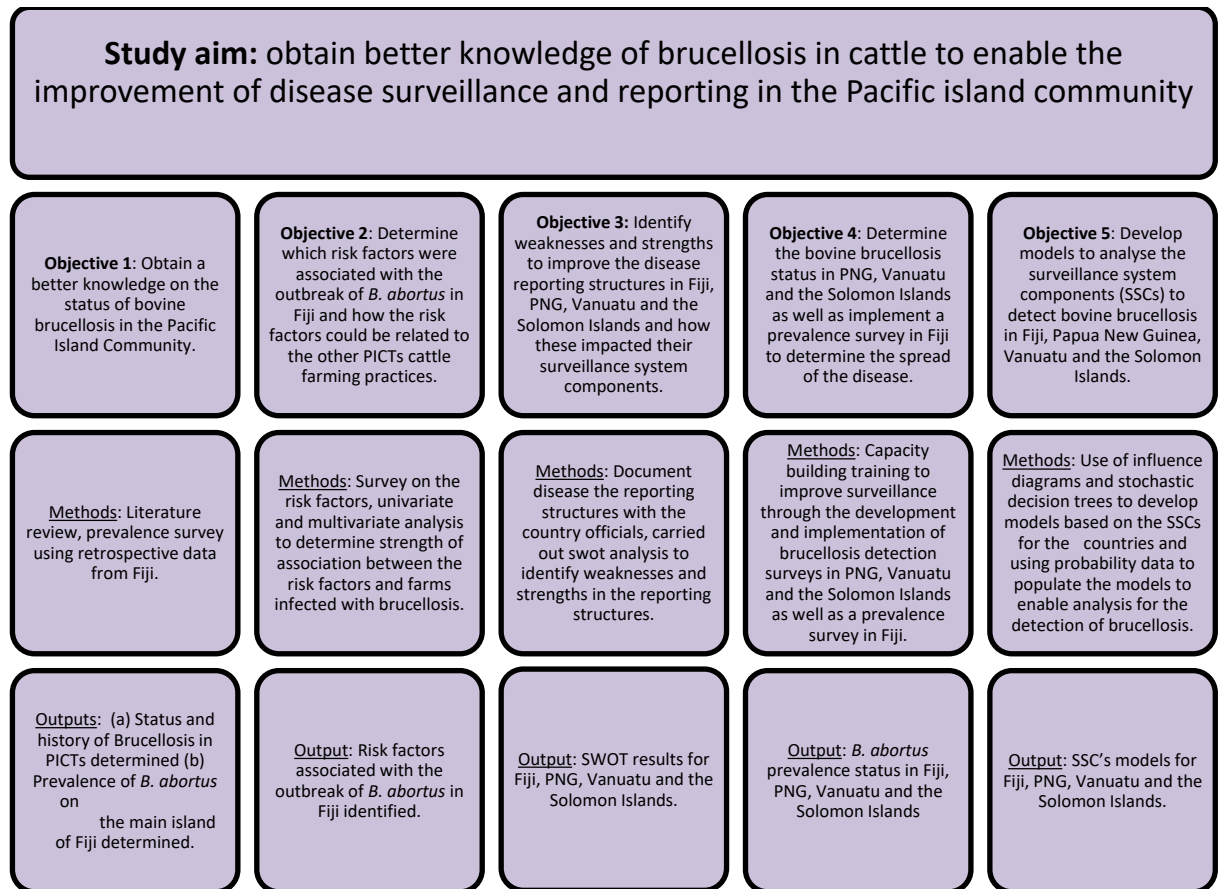 Study aim: obtain better knowledge of brucellosis in cattle to enable the
improvement of disease surveillance and reporting in the Pacific island community
Objective 1: Obtain a
better knowledge on the
status of bovine
brucellosis in the Pacific
Island Community.
Objective 2: Determine
which risk factors were
associated with the
outbreak of B. abortus in
Fiji and how the risk
factors could be related to
the other PICTs cattle
farming practices.
Objective 3: Identify
weaknesses and strengths
to improve the disease
reporting structures in Fiji,
PNG, Vanuatu and the
Solomon Islands and how
these impacted their
surveillance system
components.
Objective 4: Determine
the bovine brucellosis
status in PNG, Vanuatu
and the Solomon Islands
as well as implement a
prevalence survey in Fiji
to determine the spread
of the disease.
Objective 5: Develop
models to analyse the
surveillance system
components (SSCs) to
detect bovine brucellosis
in Fiji, Papua New Guinea,
Vanuatu and the Solomon
Islands.
Methods: Literature
review, prevalence survey
using retrospective data
from Fiji.
Methods: Survey on the
risk factors, univariate
and multivariate analysis
to determine strength of
association between the
risk factors and farms
infected with brucellosis.
Methods: Document
disease the reporting
structures with the
country officials, carried
out swot analysis to
identify weaknesses and
strengths in the reporting
structures.
Methods: Capacity
building training to
improve surveillance
through the development
and implementation of
brucellosis detection
surveys in PNG, Vanuatu
and the Solomon Islands
as well as a prevalence
survey in Fiji.
Methods: Use of influence
diagrams and stochastic
decision trees to develop
models based on the SSCs
for the countries and
using probability data to
populate the models to
enable analysis for the
detection of brucellosis.
Outputs: (a) Status and
history of Brucellosis in
PICTs determined (b)
Prevalence of B. abortus
on
the main island
of Fiji determined.
Output: Risk factors
associated with the
outbreak of B. abortus in
Fiji identified.
Output: SWOT results for
Fiji, PNG, Vanuatu and the
Solomon Islands.
Output: B. abortus
prevalence status in Fiji,
PNG, Vanuatu and the
Solomon Islands
Output: SSC's models for
Fiji, PNG, Vanuatu and the
Solomon Islands.